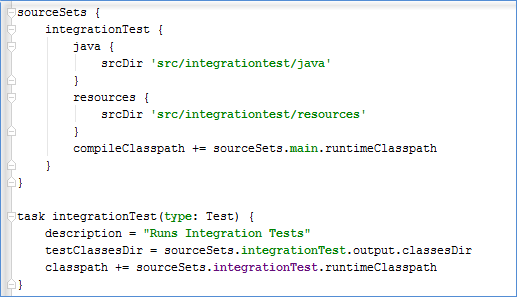 sourceSets {
    integrationTest {
        java {
            srcDir 'src/integrationtest/java'
        }
        resources {
            srcDir 'src/integrationtest/resources'
        }
        compileClasspath += sourceSets.main.runtimeClasspath
    }
}

task integrationTest(type: Test) {
    description = "Runs Integration Tests"
    testClassesDir = sourceSets.integrationTest.output.classesDir
    classpath += sourceSets.integrationTest.runtimeClasspath
}